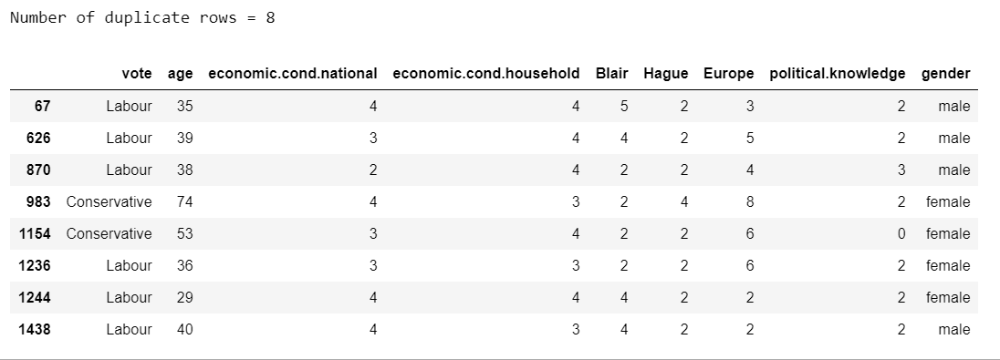 Number of duplicate rows = 8
vote age economic.cond.national economic.cond.household Blair Hague Europe political.knowledge gender
67 Labour 35 4 4 5 2 3 2 male
626 Labour 39 3 4 4 2 5 2 male
870 Labour 38 2 4 2 2 4 3 male
983 Conservative 74 4 3 2 4 8 2 female
1154 Conservative 53 3 4 2 2 6 0 female
1236 Labour 36 3 3 2 2 6 2 female
1244 Labour 29 4 4 4 2 2 2 female
1438 Labour 40 4 3 4 2 2 2 male